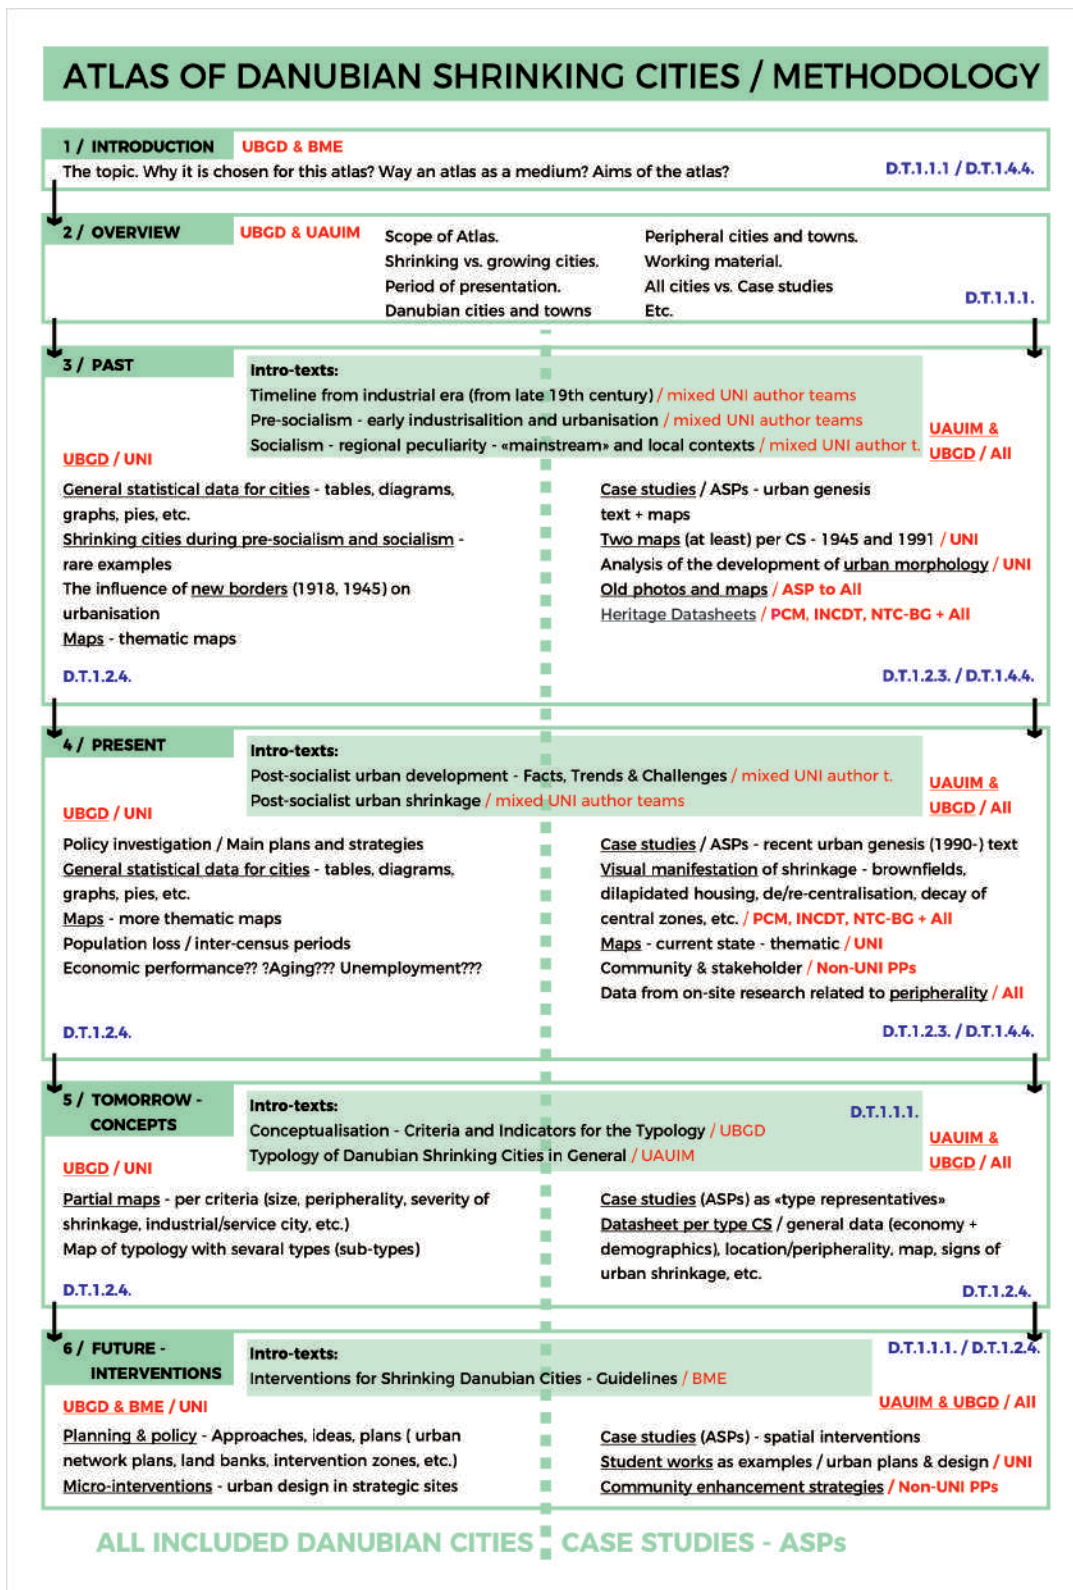 ATLAS OF DANUBIAN SHRINKING CITIES / METHODOLOGY
1 / INTRODUCTION UBGD & BME
The topic. Why it is chosen for this atlas? Way an atlas as a medium? Aims of the atlas?
D.T.1.1.1 / D.T.1.4.4.
2 / OVERVIEW UBGD & UAUIM
Scope of Atlas.
Shrinking vs. growing cities.
Period of presentation.
Danubian cities and towns
Peripheral cities and towns.
Working material.
All cities vs. Case studies
Etc.
D.T.1.1.1.
3 / PAST
Intro-texts:
Timeline from industrial era (from late 19th century) / mixed UNI author teams
Pre-socialism - early industrisalition and urbanisation / mixed UNI author teams
Socialism - regional peculiarity - «mainstream» and local contexts / mixed UNI author t.
UBGD / UNI
General statistical data for cities - tables, diagrams,
graphs, pies, etc.
Shrinking cities during pre-socialism and socialism -
rare examples
The influence of new borders (1918, 1945) on
urbanisation
Maps - thematic maps
D.T.1.2.4.
UAUIM &
UBGD / All
Case studies / ASPs - urban genesis
text + maps
Two maps (at least) per CS - 1945 and 1991 / UNI
Analysis of the development of urban morphology / UNI
Old photos and maps / ASP to All
Heritage Datasheets / PCM, INCDT, NTC-BG + All
D.T.1.2.3. / D.T.1.4.4.
4 / PRESENT
Intro-texts:
Post-socialist urban development - Facts, Trends & Challenges / mixed UNI author t.
Post-socialist urban shrinkage / mixed UNI author teams
UBGD / UNI
Policy investigation / Main plans and strategies
General statistical data for cities - tables, diagrams,
graphs, pies, etc.
Maps - more thematic maps
Population loss / inter-census periods
Economic performance?? ?Aging??? Unemployment???
D.T.1.2.4.
UAUIM &
UBGD / All
Case studies / ASPs - recent urban genesis (1990-) text
Visual manifestation of shrinkage - brownfields,
dilapidated housing, de/re-centralisation, decay of
central zones, etc. / PCM, INCDT, NTC-BG + All
Maps - current state - thematic / UNI
Community & stakeholder / Non-UNI PPs
Data from on-site research related to peripherality / All
D.T.1.2.3. / D.T.1.4.4.
5 / TOMORROW -
CONCEPTS
Intro-texts:
Conceptualisation - Criteria and Indicators for the Typology / UBGD
Typology of Danubian Shrinking Cities in General / UAUIM
D.T.1.1.1.
UBGD / UNI
Partial maps - per criteria (size, peripherality, severity of
shrinkage, industrial/service city, etc.)
Map of typology with sevaral types (sub-types)
D.T.1.2.4.
UAUIM &
UBGD / All
Case studies (ASPs) as «type representatives»
Datasheet per type CS / general data (economy +
demographics), location/peripherality, map, signs of
urban shrinkage, etc.
D.T.1.2.4.
6 / FUTURE -
INTERVENTIONS
Intro-texts:
Interventions for Shrinking Danubian Cities - Guidelines / BME
D.T.1.1.1. / D.T.1.2.4.
UBGD & BME / UNI
Planning & policy - Approaches, ideas, plans ( urban
network plans, land banks, intervention zones, etc.)
Micro-interventions - urban design in strategic sites
UAUIM & UBGD / All
Case studies (ASPs) - spatial interventions
Student works as examples / urban plans & design / UNI
Community enhancement strategies / Non-UNI PPs
ALL INCLUDED DANUBIAN CITIES
CASE STUDIES - ASPs